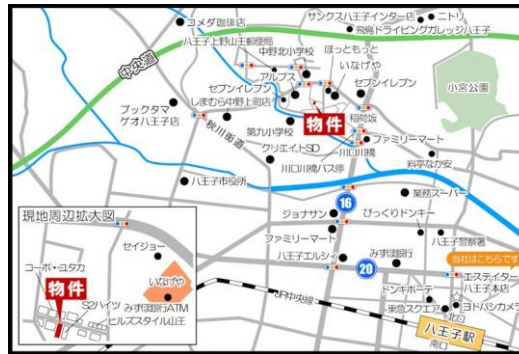 コメダ珈琲店
サンクス八王子インター店
ニトリ
飛鳥ドライビングガレッジ八王子
八王子上野山王郵便局
中央道
中野北小学校
ほっともっと
いなげや
アルプス
セブンイレブン
セブンイレブン
しまむら中野上町店
小宮公園
ブックタマ
ゲオ八王子店
秋川街道
第九小学校
物件
稲荷坂
ファミリーマート
クリエイトSD
川口川橋
川口川橋バス停
料亭なか安
八王子市役所
業務スーパー
16
ジョナサン
びっくりドンキー
ファミリーマート
八王子警察署
八王子エルシィ
みずほ銀行
当社はこちらです
20
エステイター
八王子本店
JR中央線
ドンキホーテ
東急スクエア
北口
ヨドバシカメラ
八王子駅
南口
現地周辺拡大図
セイジョー
コーポ・ユタカ
いなげや
物件
S2ハイツ
みずほ銀行ATM
ヒルズスタイル山王